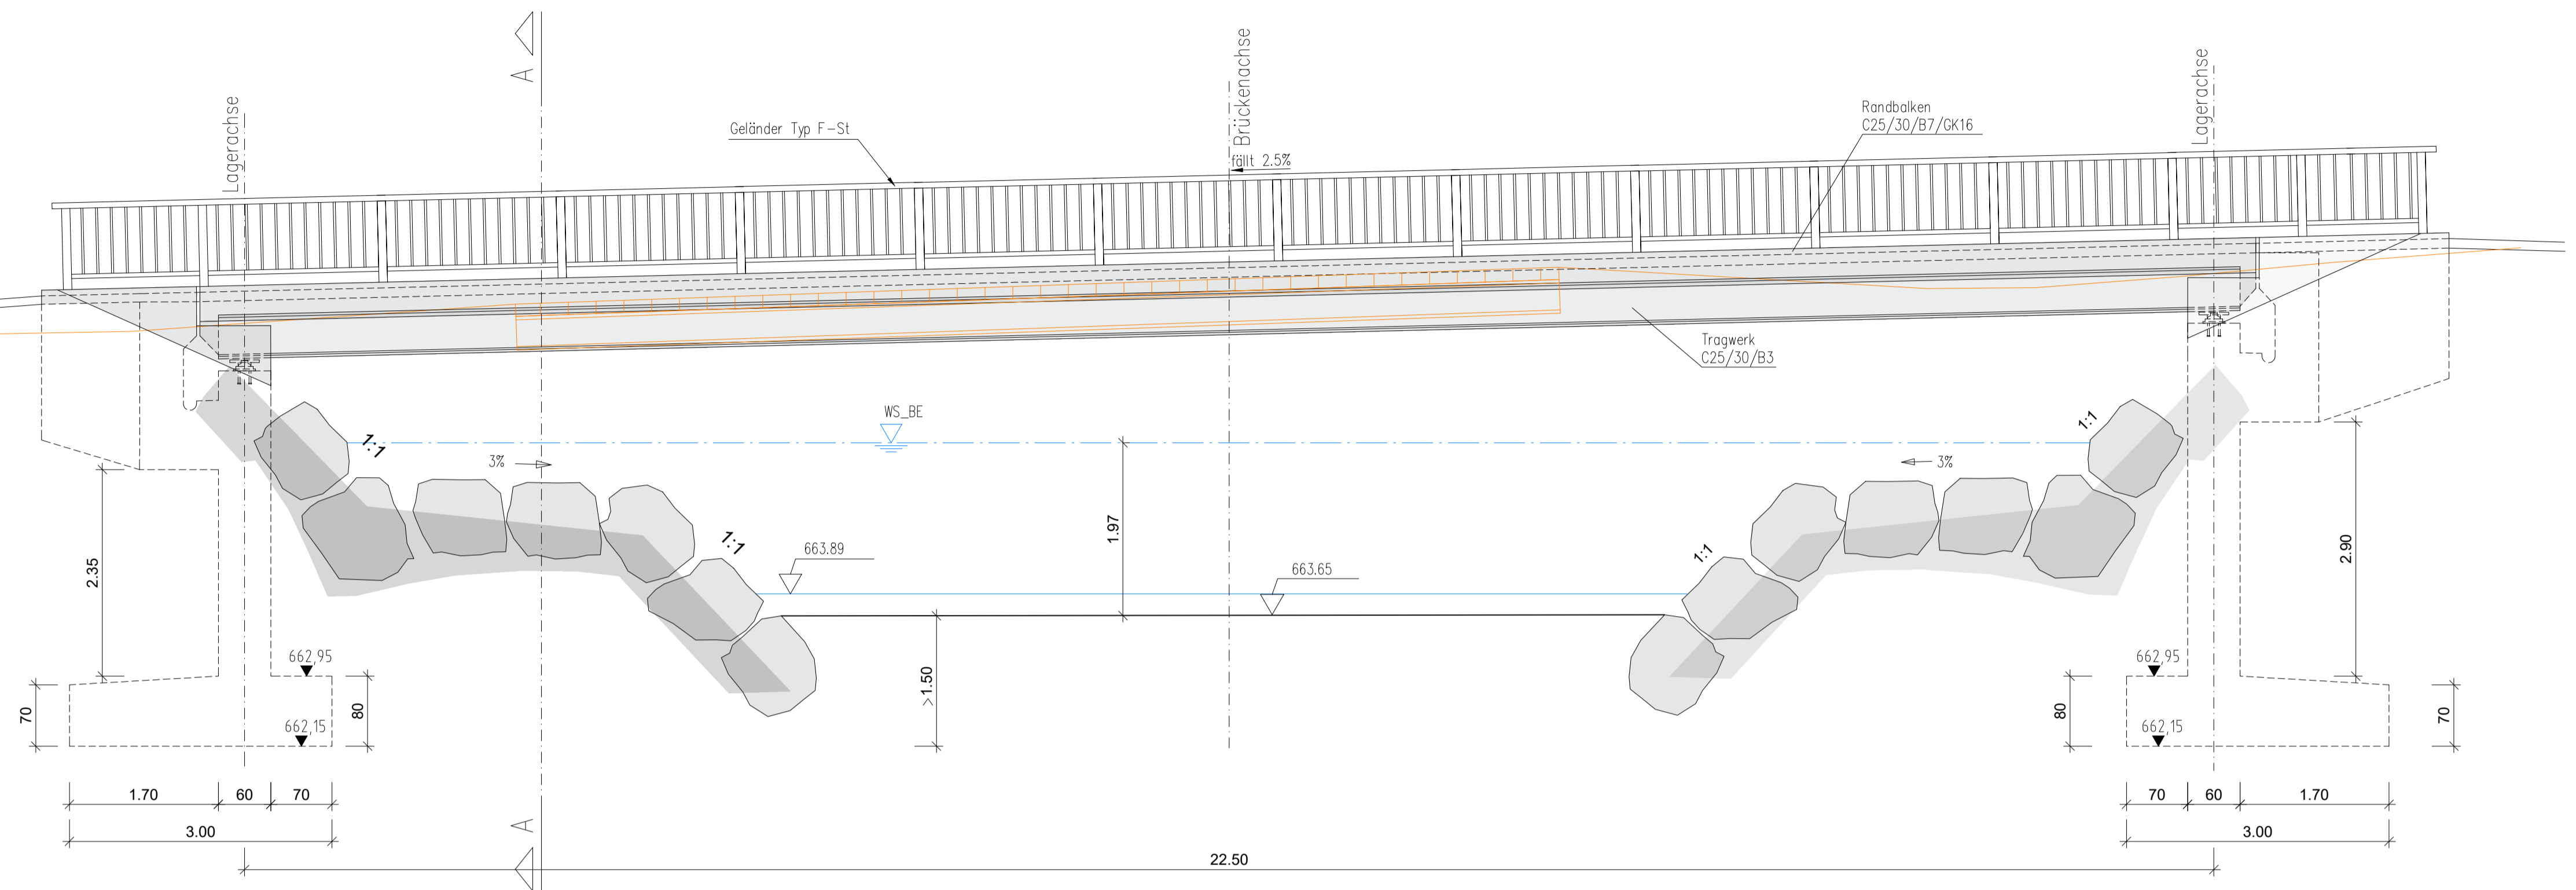 A
Lagerachse
Geländer Typ F-St
Brückenachse
fällt 2.5%
Randbalken
C25/30/B7/GK16
Lagerachse
Tragwerk
C25/30/B3
WS_BE
1:1
3%
1.97
3%
1:1
1:1
663.89
663.65
1:1
2.35
2.90
662,95
662,15
70
80
>1.50
662,95
662,15
80
70
1.70
60
70
3.00
70
60
1.70
3.00
A
22.50